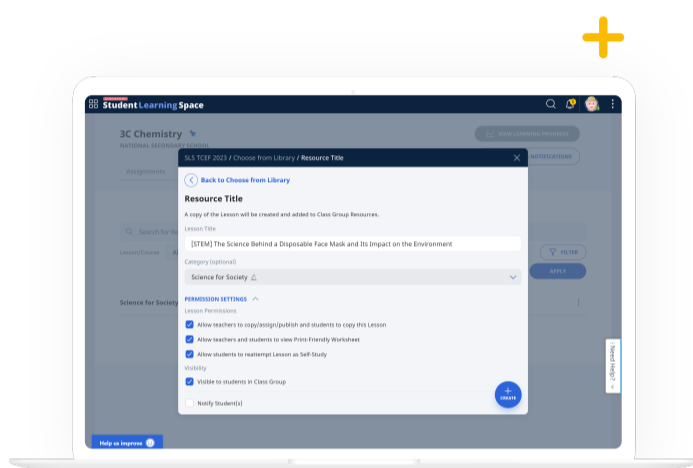 Student Learning Space
3C Chemistry
NATIONAL SECONDARY SCHOOL
VIEW LEARNING PROGRESS
NOTIFICATIONS
Assignments
SLS TCEF 2023 / Choose from Library / Resource Title
Back to Choose from Library
Resource Title
A copy of the Lesson will be created and added to Class Group Resources.
Lesson Title
Search for
[STEM] The Science Behind a Disposable Face Mask and Its Impact on the Environment
Lesson/Course
FILTER
Category (optional)
Science for Society
APPLY
PERMISSION SETTINGS
Science for Society
Lesson Permissions
Allow teachers to copy/assign/publish and students to copy this Lesson
Allow teachers and students to view Print-Friendly Worksheet
Allow students to reattempt Lesson as Self-Study
Visibility
Visible to students in Class Group
Notify Student(s)
CREATE
Need Help?
Help us improve